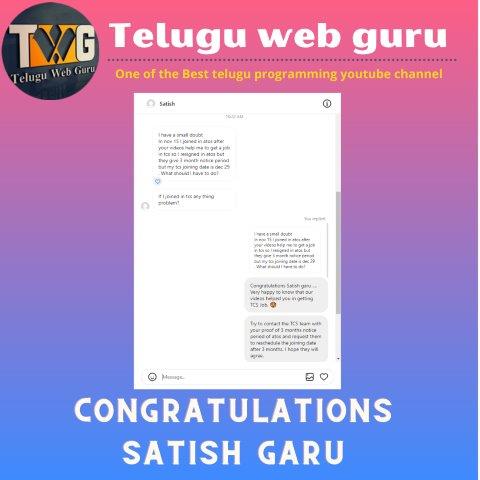 TWG
Telugu Web Guru
Telugu web guru
One of the Best telugu programming youtube channel
Satish
10:22 AM
I have a small doubt
In nov 15 I joined in atos after
your videos help me to get a job
in tcs so I resigned in atos but
they give 3 month notice period
but my tcs joining date is dec 29
. What should I have to do?
If I joined in tcs any thing
problem?
You replied
I have a small doubt
In nov 15 I joined in atos after
your videos help me to get a job
in tcs so I resigned in atos but
they give 3 month notice period
but my tcs joining date is dec 29
. What should I have to do?
Congratulations Satish garu ...
Very happy to know that our
videos helped you in getting
TCS Job. 🥰
Try to contact the TCS team with
your proof of 3 months notice
period of atos and request them
to reschedule the joining date
after 3 months. I hope they will
agree.
Message...
CONGRATULATIONS
SATISH GARU